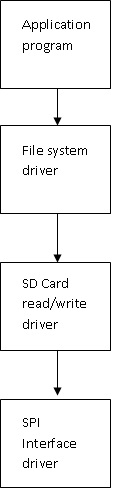 Application
program
File system
driver
SD Card
read/write
driver
SPI
Interface
driver